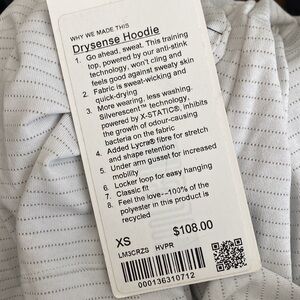 WHY WE MADE THIS
Drysense Hoodie
1. Go ahead, sweat. This training
top, powered by our anti-stink
technology, won't cling and
feels good against sweaty skin
2. Fabric is sweat-wicking and
quick-drying
3. More wearing, less washing.
Silverescent™ technology,
powered by X-STATIC®, inhibits
the growth of odour-causing
bacteria on the fabric
4. Added Lycra® fibre for stretch
and shape retention
5. Under arm gusset for increased
mobility
6. Locker loop for easy hanging
7. Classic fit
8. Feel the love--100% of the
polyester in this product is
recycled
XS $108.00
LM3CRZS HVPR
000136310712